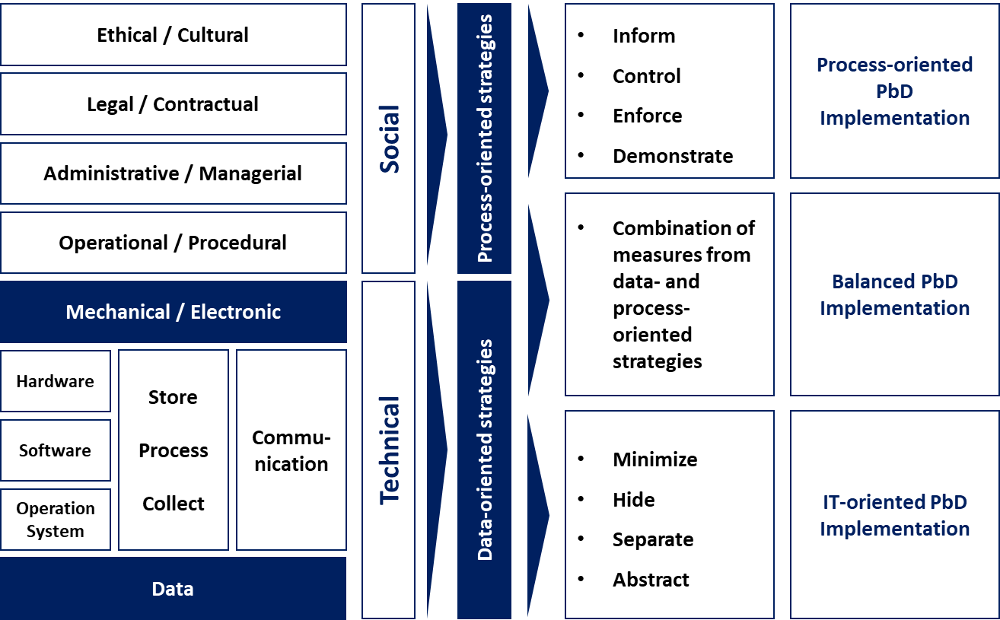 Ethical / Cultural
Legal / Contractual
Administrative / Managerial
Operational / Procedural
Mechanical / Electronic
Hardware
Software
Operation
System
Store
Process
Collect
Commu-
nication
Data
Social
Technical
Process-oriented strategies
Data-oriented strategies
• Inform
• Control
• Enforce
• Demonstrate
• Combination of
measures from
data- and
process-
oriented
strategies
• Minimize
• Hide
• Separate
• Abstract
Process-oriented
PbD
Implementation
Balanced PbD
Implementation
IT-oriented PbD
Implementation